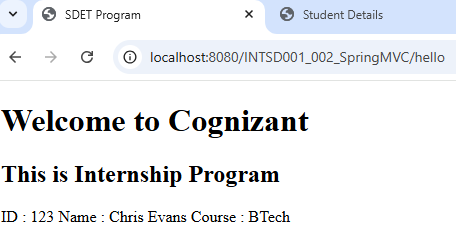 SDET Program
Student Details
localhost:8080/INTSD001_002_SpringMVC/hello
Welcome to Cognizant
This is Internship Program
ID : 123 Name : Chris Evans Course : BTech